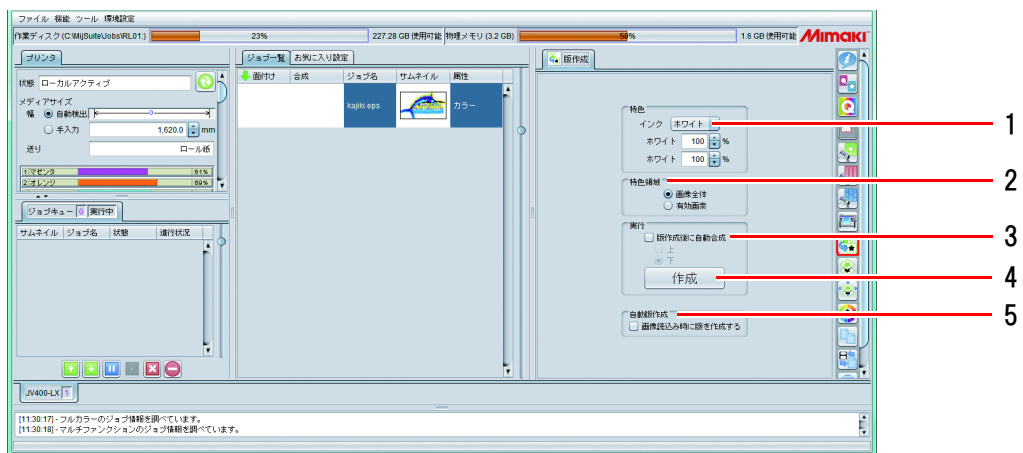 ファイル 機能 ツール 環境設定
作業ディスク (C:\MijSuite\Jobs\RL01:) 23% 227.28 GB 使用可能 物理メモリ (3.2 GB) 50% 1.6 GB 使用可能 Mimaki
プリンタ
状態 ローカルアクティブ
メディアサイズ
幅 自動検出 0
手入力 1,620.0 mm
送り ロール紙
1 マゼンタ 61%
2 オレンジ 69%
ジョブキュー 0 実行中
サムネイル ジョブ名 状態 進行状況
ジョブ一覧 お気に入り設定
面付け 合成 ジョブ名 サムネイル 属性
kajiki.eps カラー
版作成
特色
インク ホワイト
ホワイト 100 %
ホワイト 100 %
特色領域
画像全体
有効画素
実行
版作成後に自動合成
上
下
作成
自動版作成
画像読込み時に版を作成する
1
2
3
4
5
JV400-LX 1
[11:30:17] - フルカラーのジョブ情報を調べています。
[11:30:18] - マルチファンクションのジョブ情報を調べています。